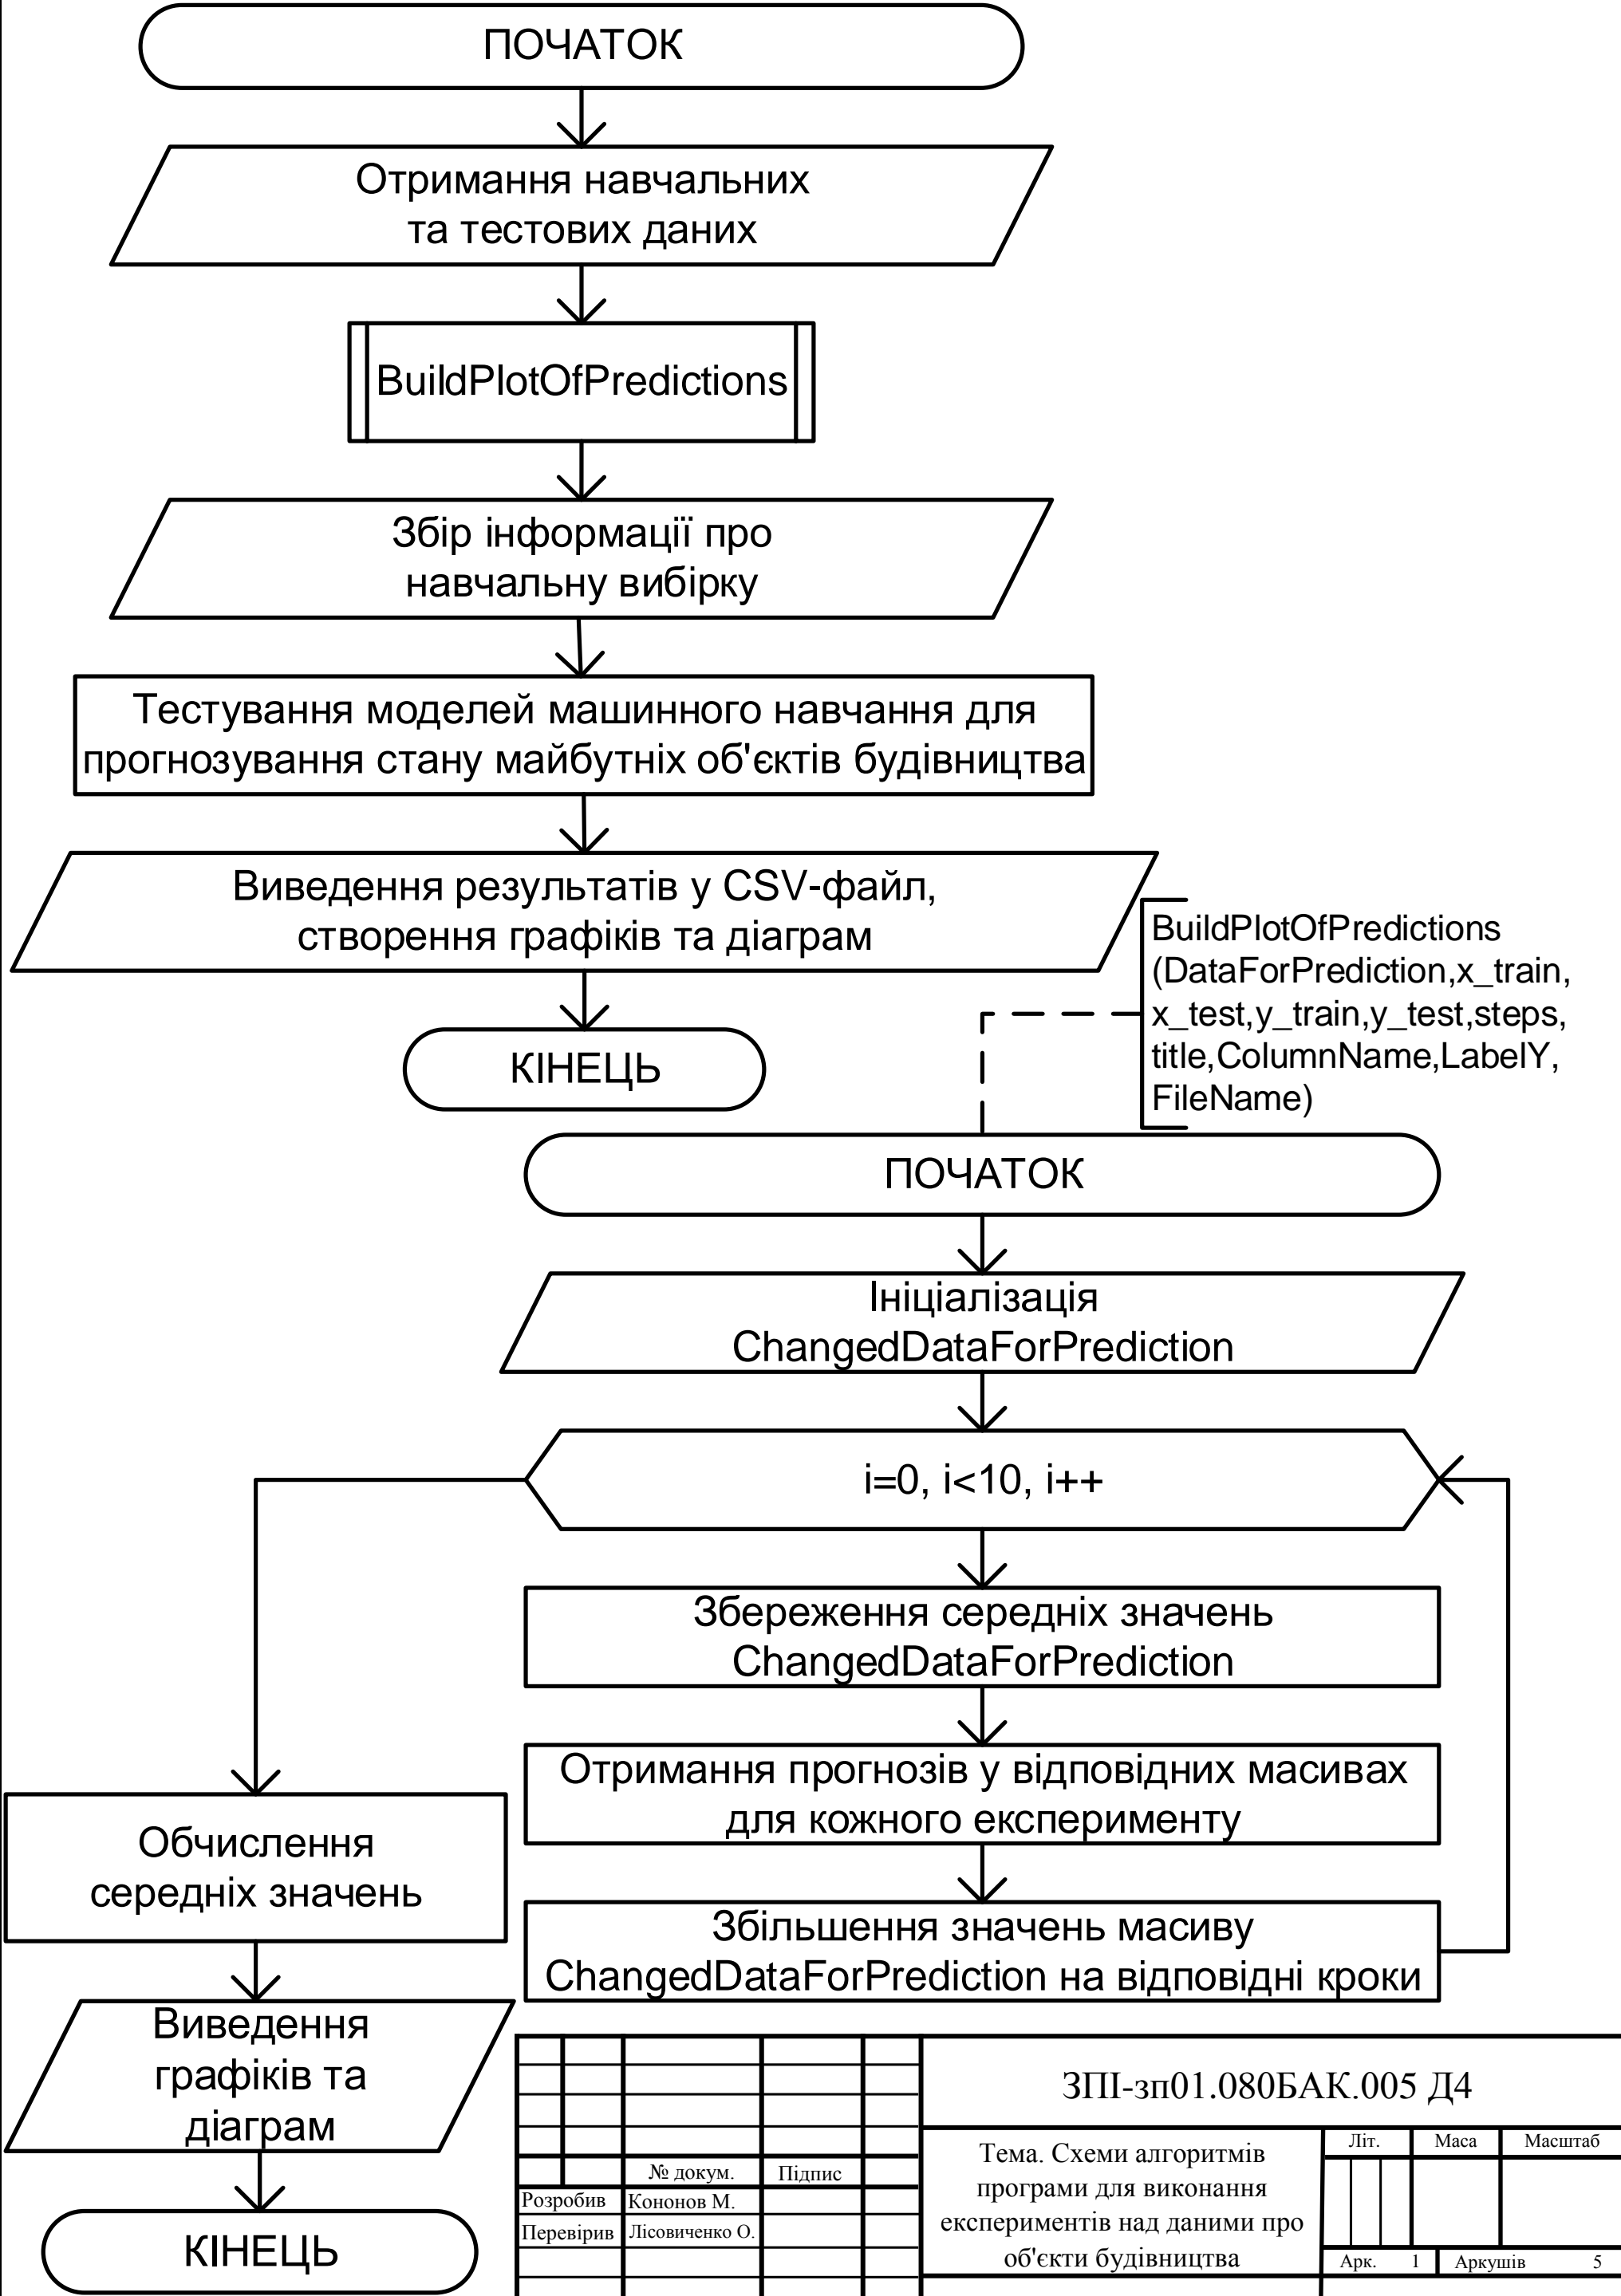 ПОЧАТОК
Отримання навчальних
та тестових даних
BuildPlotOfPredictions
Збір інформації про
навчальну вибірку
Тестування моделей машинного навчання для
прогнозування стану майбутніх об'єктів будівництва
Виведення результатів у CSV-файл,
створення графіків та діаграм
КІНЕЦЬ
BuildPlotOfPredictions
(DataForPrediction,x_train,
x_test,y_train,y_test,steps,
title,ColumnName,LabelY,
FileName)
ПОЧАТОК
Ініціалізація
ChangedDataForPrediction
i=0, i<10, i++
Збереження середніх значень
ChangedDataForPrediction
Отримання прогнозів у відповідних масивах
для кожного експерименту
Збільшення значень масиву
ChangedDataForPrediction на відповідні кроки
Обчислення
середніх значень
Виведення
графіків та
діаграм
КІНЕЦЬ
ЗПІ-зп01.080БАК.005 Д4
Тема. Схеми алгоритмів
програми для виконання
експериментів над даними про
об'єкти будівництва
Літ. Маса Масштаб
№ докум. Підпис
Розробив Кононов М.
Перевірив Лісовиченко О.
Арк. 1 Аркушів 5